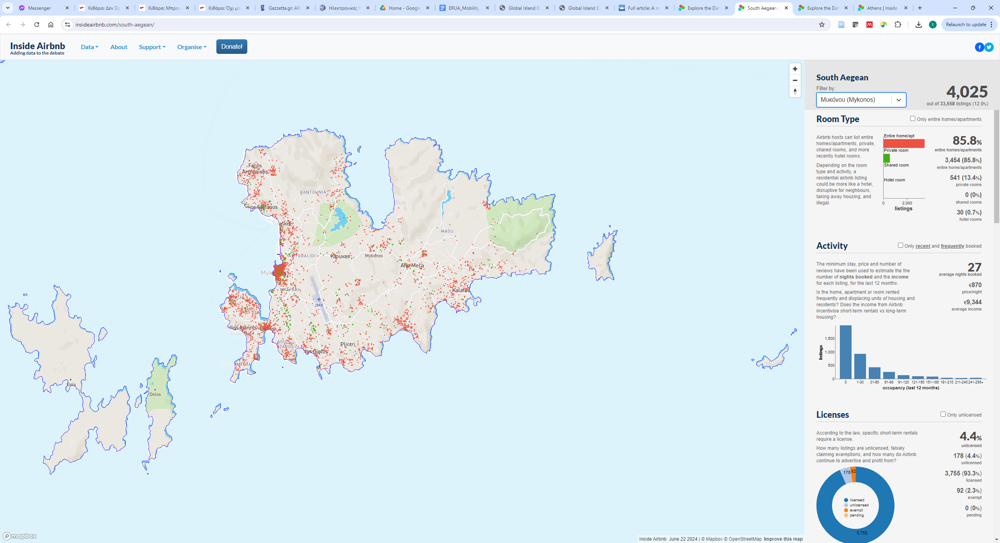 Messenger
Κιθάρα: Δεν Ξέ
Κιθάρα: Μπρα
Κιθάρα: Όχι μα
Gazzetta.gr: Αθ
Ηλεκτρονικές Υ
Home - Google
ERUA_Mobility_
Global Island E
Global Island E
Full article: A ne
Explore the Dat
South Aegean |
Explore the Dat
Athens | Inside
insideairbnb.com/south-aegean/
t
Relaunch to update
Inside Airbnb
Adding data to the debate
Data
About
Support
Organise
Donate!
South Aegean
Filter by:
Μυκόνου (Mykonos)
4,025
out of 33,558 listings (12.0%)
Room Type
Only entire homes/apartments
Airbnb hosts can list entire
homes/apartments, private,
shared rooms, and more
recently hotel rooms.
Depending on the room
type and activity, a
residential airbnb listing
could be more like a hotel,
disruptive for neighbours,
taking away housing, and
illegal.
Entire home/apt
Private room
Shared room
Hotel room
0 2,000
listings
85.8%
entire homes/apartments
3,454 (85.8%)
entire home/apartments
541 (13.4%)
private rooms
0 (0%)
shared rooms
30 (0.7%)
hotel rooms
Activity
Only recent and frequently booked
The minimum stay, price and number of
reviews have been used to estimate the the
number of nights booked and the income
for each listing, for the last 12 months.
Is the home, apartment or room rented
frequently and displacing units of housing and
residents? Does the income from Airbnb
incentivise short-term rentals vs long-term
housing?
27
average nights booked
€870
price/night
€9,344
average income
listings
1,500
1,000
500
0
0 1-30 31-60 61-90 91-120 121-150 151-180 181-210 211-240 241-255+
occupancy (last 12 months)
Licenses
Only unlicensed
According to the law, specific short-term rentals
require a license.
How many listings are unlicensed, falsely
claiming exemptions, and how many do Airbnb
continue to advertise and profit from?
4.4%
unlicensed
178 (4.4%)
unlicensed
3,755 (93.3%)
licensed
92 (2.3%)
exempt
0 (0%)
pending
178 92
licensed
unlicensed
exempt
pending
3,755
Faros
Armenistis
KANTOUNIA
Agios Stefanos
Tourlos
MAOU
AMYGDALIDI
Klouvas
Mykonos
Ano Mera
Mykonos
DRAFAKI
Kalafati
JMK
Agios Ioannis
Diakoftis
Ornos
AGIOS
LAZAROS
Plintri
Platys Gialos
Delos
mapbox
Inside Airbnb: June 22 2024 | © Mapbox © OpenStreetMap Improve this map